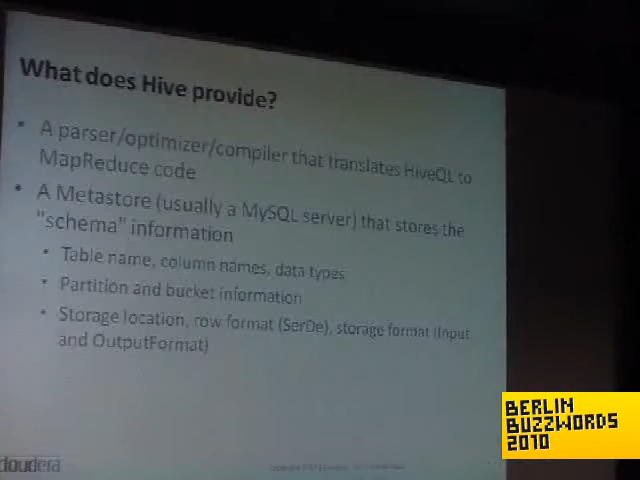 What does Hive provide?
• A parser/optimizer/compiler that translates HiveQL to
MapReduce code
• A Metastore (usually a MySQL server) that stores the
"schema" information
• Table name, column names, data types
• Partition and bucket information
• Storage location, row format (SerDe), storage format (Input
and OutputFormat)
cloudera
BERLIN
BUZZWORDS
2010